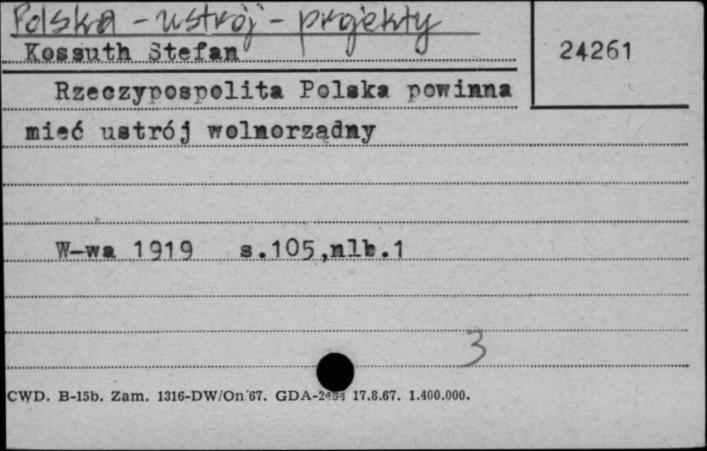 Polska - ustrój - projekty
Kossuth Stefan
24261
Rzeczypospolita Polska powinna
mieć ustrój wolnorządny
W-wa 1919 s.105,nlb.1
3
CWD. B-15b. Zam. 1316-DW/On 67. GDA- 17.8.67. 1.400.000.